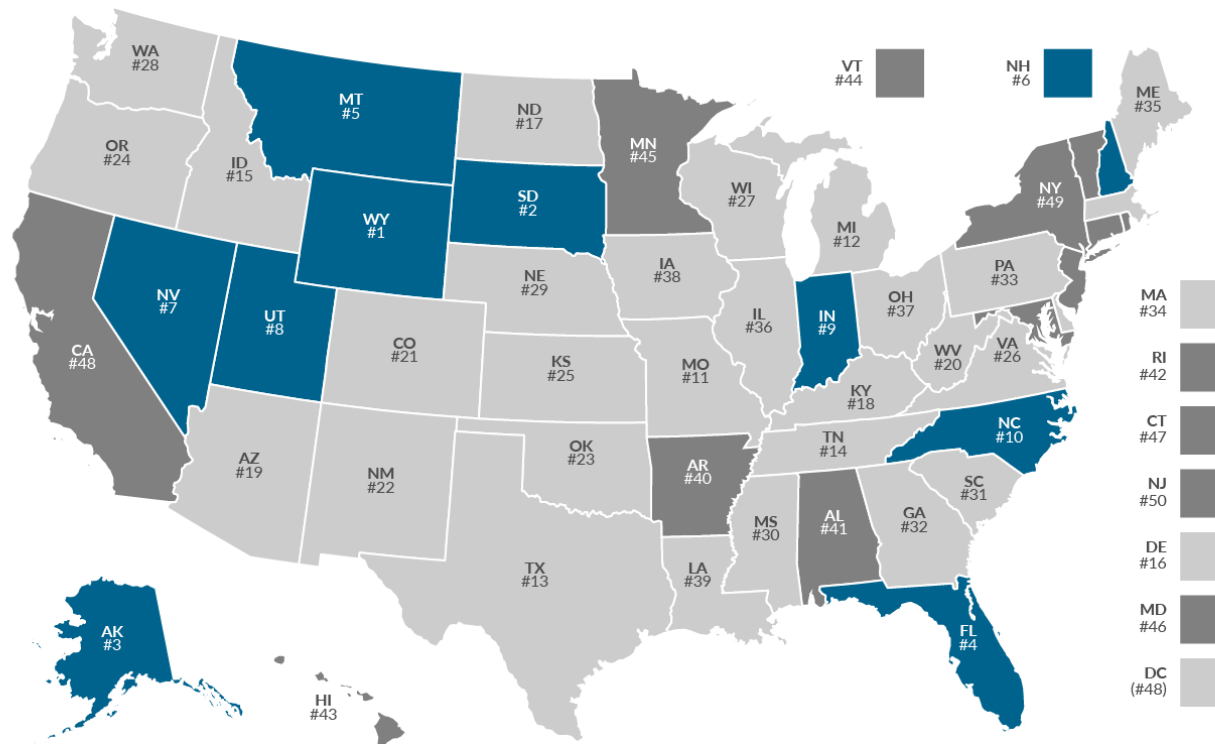 WA
#28
MT
#5
ND
#17
MN
#45
VT
#44
NH
#6
ME
#35
OR
#24
ID
#15
WY
#1
SD
#2
WI
#27
MI
#12
NY
#49
NV
#7
UT
#8
NE
#29
IA
#38
IL
#36
IN
#9
OH
#37
PA
#33
CA
#48
CO
#21
KS
#25
MO
#11
KY
#18
WV
#20
VA
#26
AZ
#19
NM
#22
OK
#23
AR
#40
TN
#14
NC
#10
SC
#31
TX
#13
LA
#39
MS
#30
AL
#41
GA
#32
FL
#4
AK
#3
HI
#43
MA
#34
RI
#42
CT
#47
NJ
#50
DE
#16
MD
#46
DC
(#48)